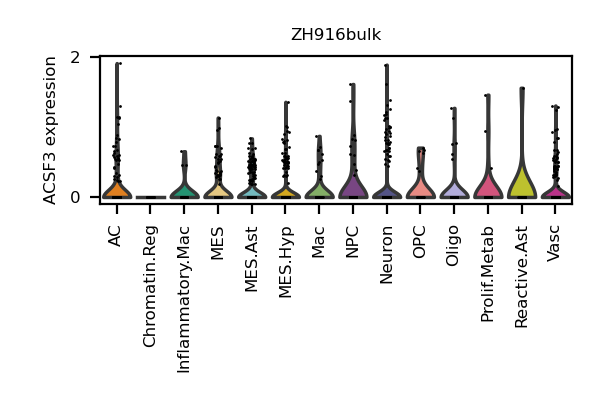 ZH916bulk
ACSF3 expression
2
0
AC
Chromatin.Reg
Inflammatory.Mac
MES
MES.Ast
MES.Hyp
Mac
NPC
Neuron
OPC
Oligo
Prolif.Metab
Reactive.Ast
Vasc